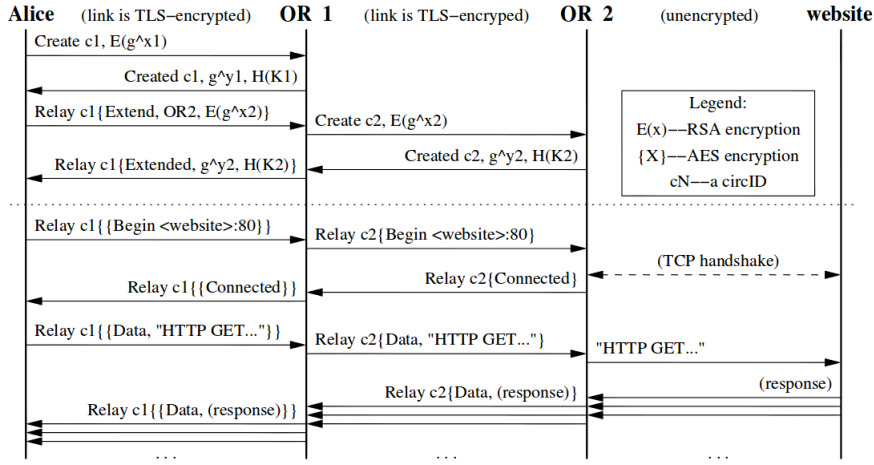 Alice (link is TLS−encrypted) OR 1 (link is TLS−encryped) OR 2 (unencrypted) website
Create c1, E(g^x1)
Created c1, g^y1, H(K1)
Relay c1{Extend, OR2, E(g^x2)}
Create c2, E(g^x2)
Created c2, g^y2, H(K2)
Relay c1{Extended, g^y2, H(K2)}
Legend:
E(x)−−RSA encryption
{X}−−AES encryption
cN−−a circID
Relay c1{{Begin <website>:80}}
Relay c2{Begin <website>:80}
(TCP handshake)
Relay c2{Connected}
Relay c1{{Connected}}
Relay c1{{Data, "HTTP GET..."}}
Relay c2{Data, "HTTP GET..."}
"HTTP GET..."
(response)
Relay c2{Data, (response)}
Relay c1{{Data, (response)}}
. . . . . . . . .